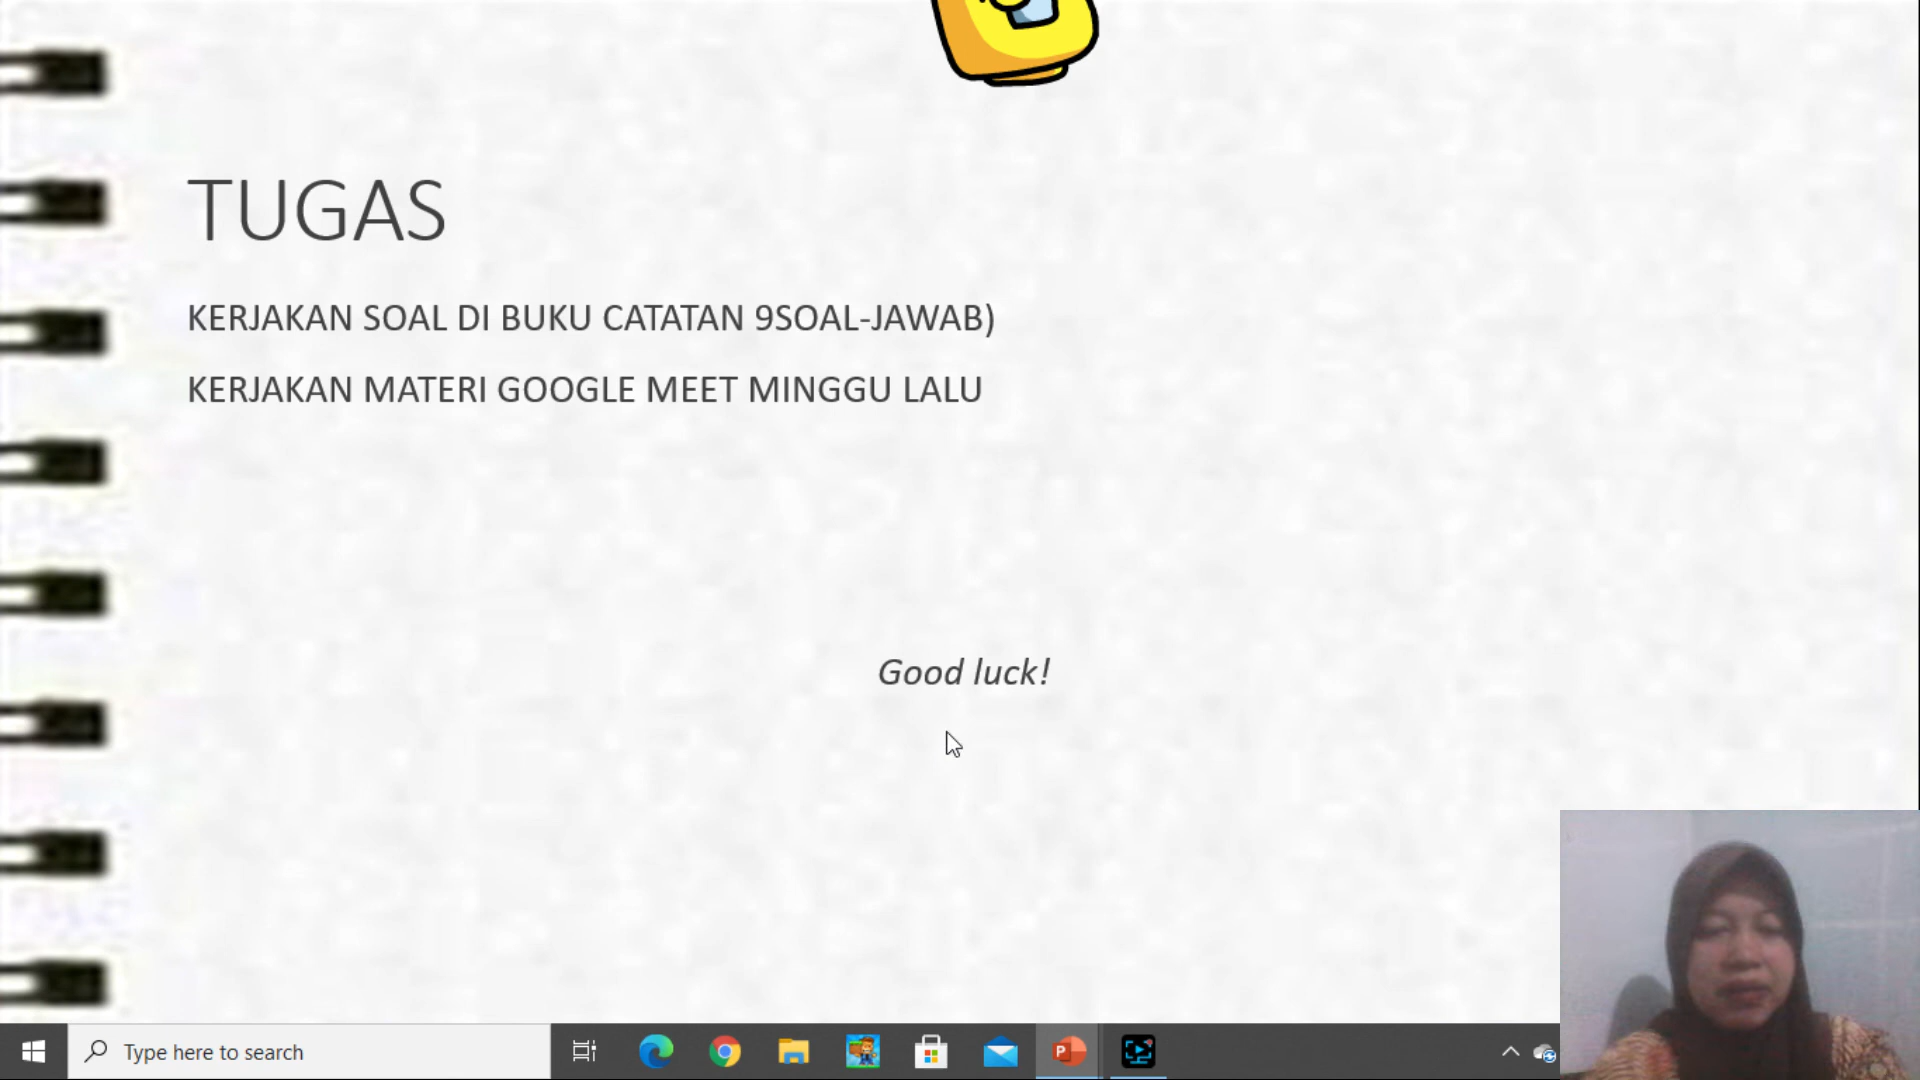 TUGAS
KERJAKAN SOAL DI BUKU CATATAN 9SOAL-JAWAB)
KERJAKAN MATERI GOOGLE MEET MINGGU LALU
Good luck!
Type here to search